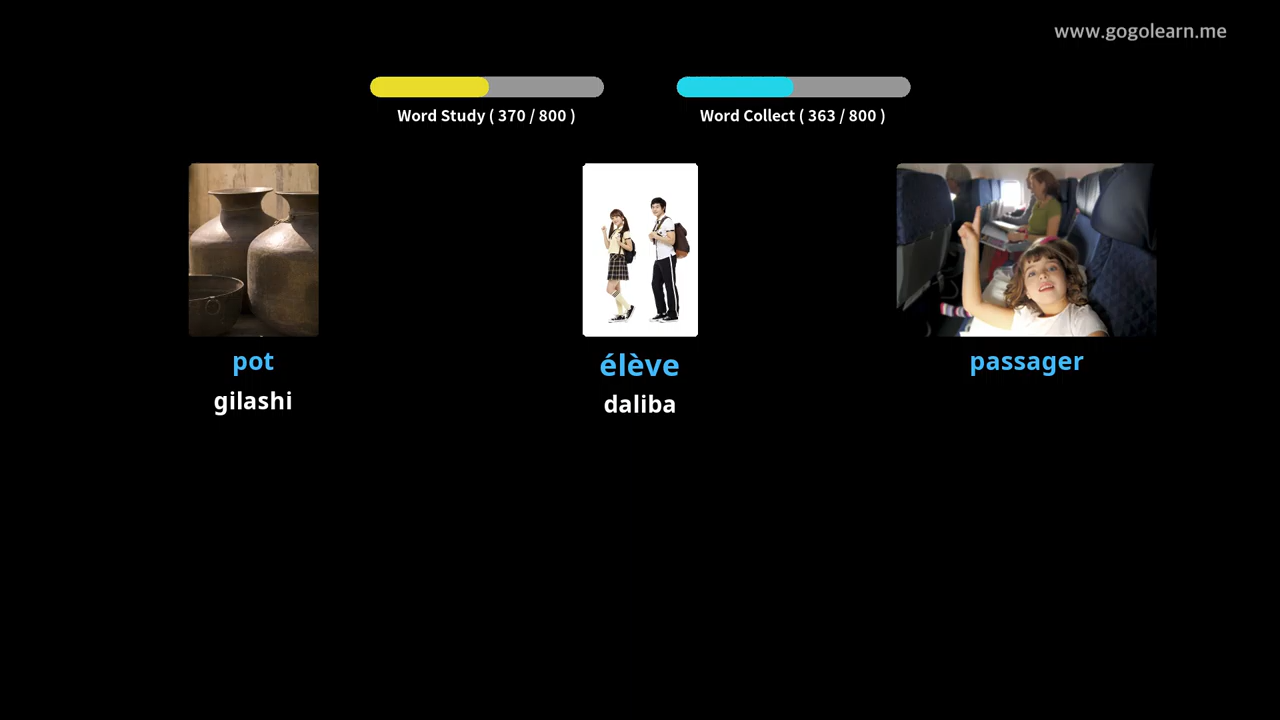 www.gogolearn.me
Word Study ( 370 / 800 )
Word Collect ( 363 / 800 )
pot
élève
passager
gilashi
daliba